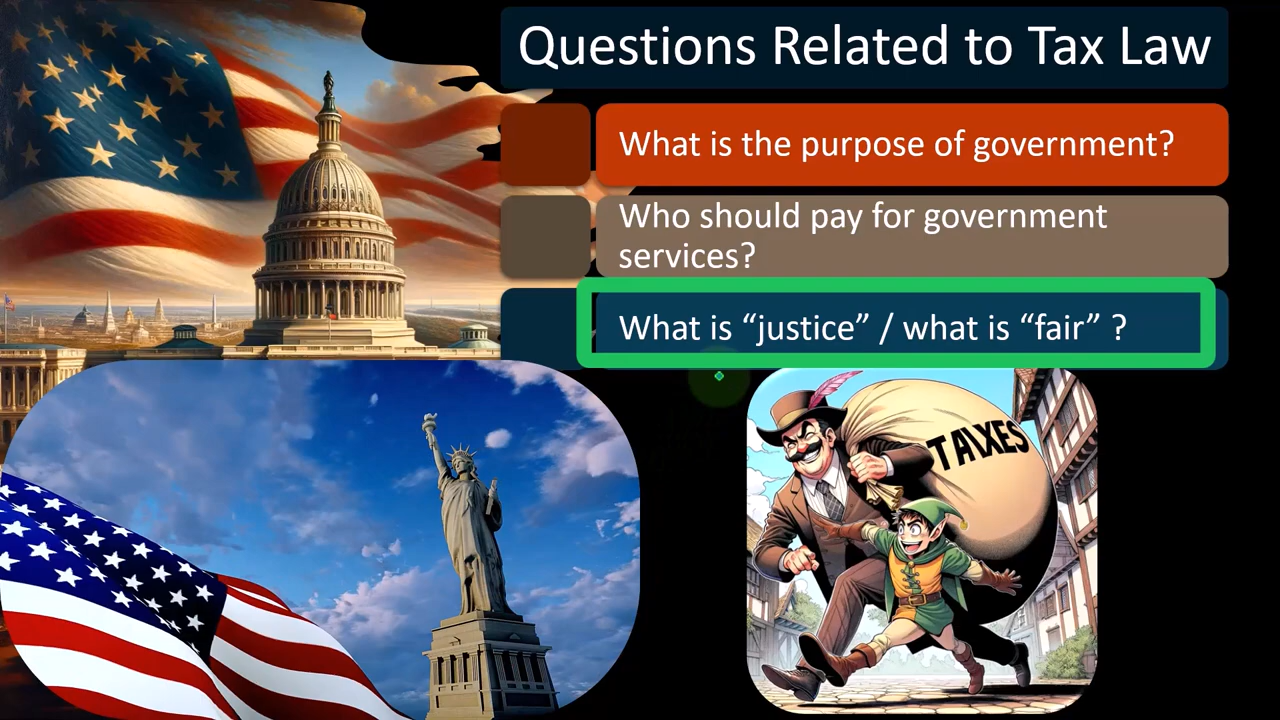 Questions Related to Tax Law
What is the purpose of government?
Who should pay for government
services?
What is “justice” / what is “fair” ?
TAXES